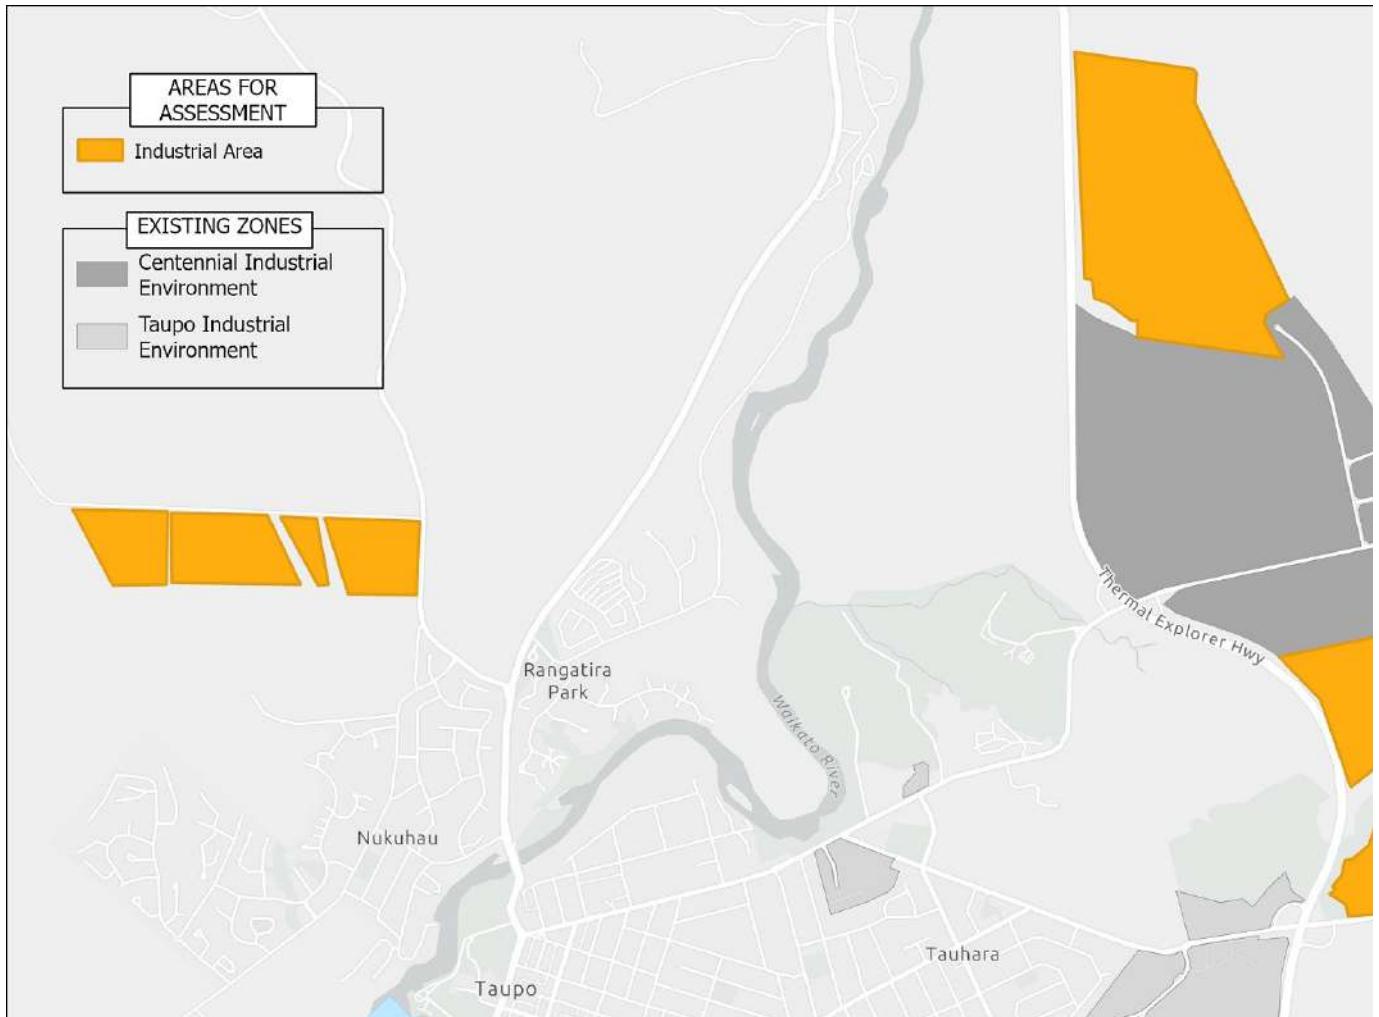 AREAS FOR
ASSESSMENT
Industrial Area
EXISTING ZONES
Centennial Industrial
Environment
Taupo Industrial
Environment
Thermal Explorer Hwy
Rangatira
Park
Waikato River
Nukuhau
Tauhara
Taupo